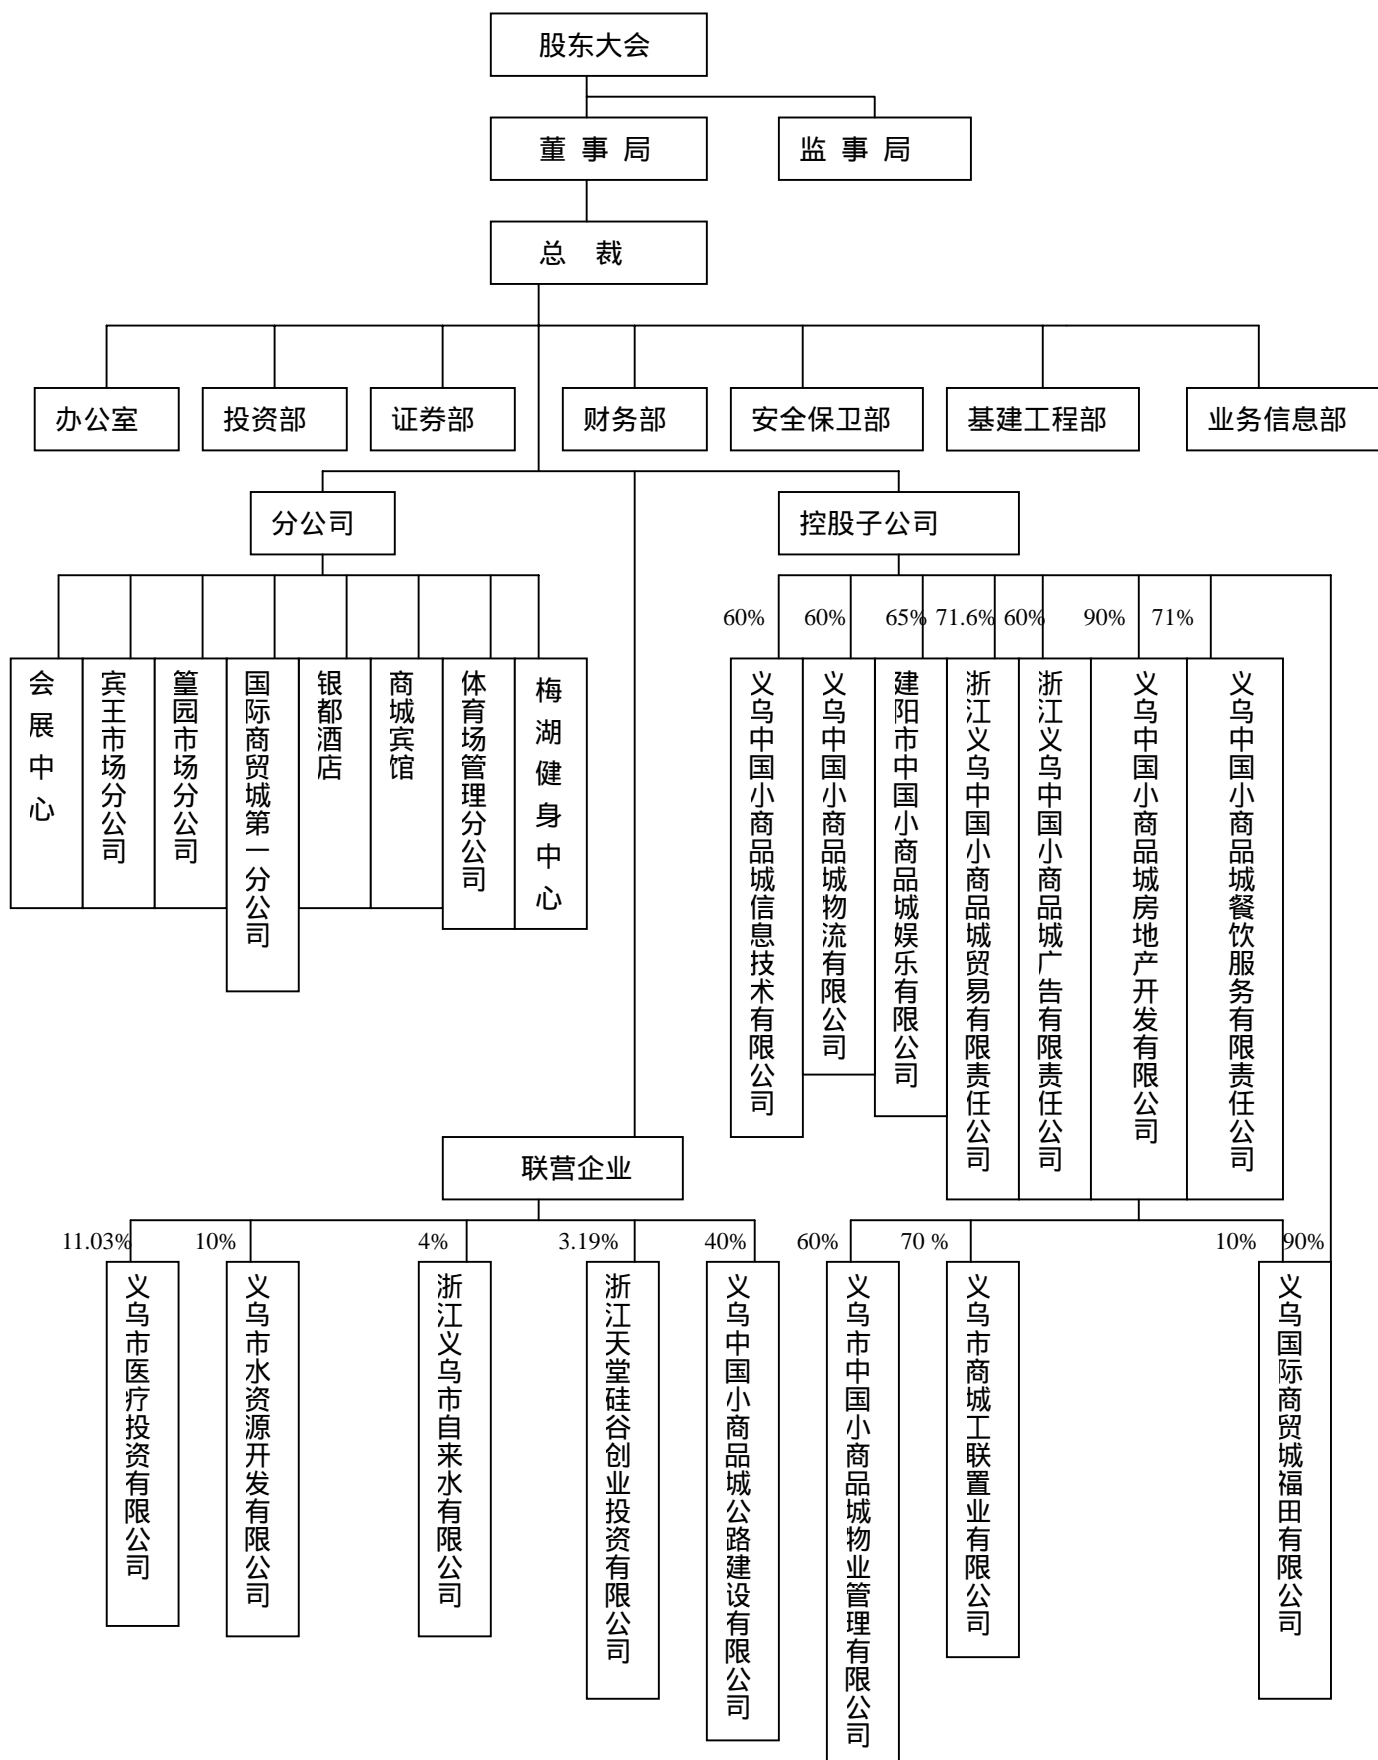 股东大会
董 事 局
监 事 局
总 裁
办公室
投资部
证券部
财务部
安全保卫部
基建工程部
业务信息部
分公司
控股子公司
60%
60%
65%
71.6%
60%
90%
71%
会展中心
宾王市场分公司
篁园市场分公司
国际商贸城第一分公司
银都酒店
商城宾馆
体育场管理分公司
梅湖健身中心
义乌中国小商品城信息技术有限公司
义乌中国小商品城物流有限公司
建阳市中国小商品城娱乐有限公司
浙江义乌中国小商品城贸易有限责任公司
浙江义乌中国小商品城广告有限责任公司
义乌中国小商品城房地产开发有限公司
义乌中国小商品城餐饮服务有限责任公司
联营企业
11.03%
10%
4%
3.19%
40%
60%
70 %
10%
90%
义乌市医疗投资有限公司
义乌市水资源开发有限公司
浙江义乌市自来水有限公司
浙江天堂硅谷创业投资有限公司
义乌中国小商品城公路建设有限公司
义乌市中国小商品城物业管理有限公司
义乌市商城工联置业有限公司
义乌国际商贸城福田有限公司